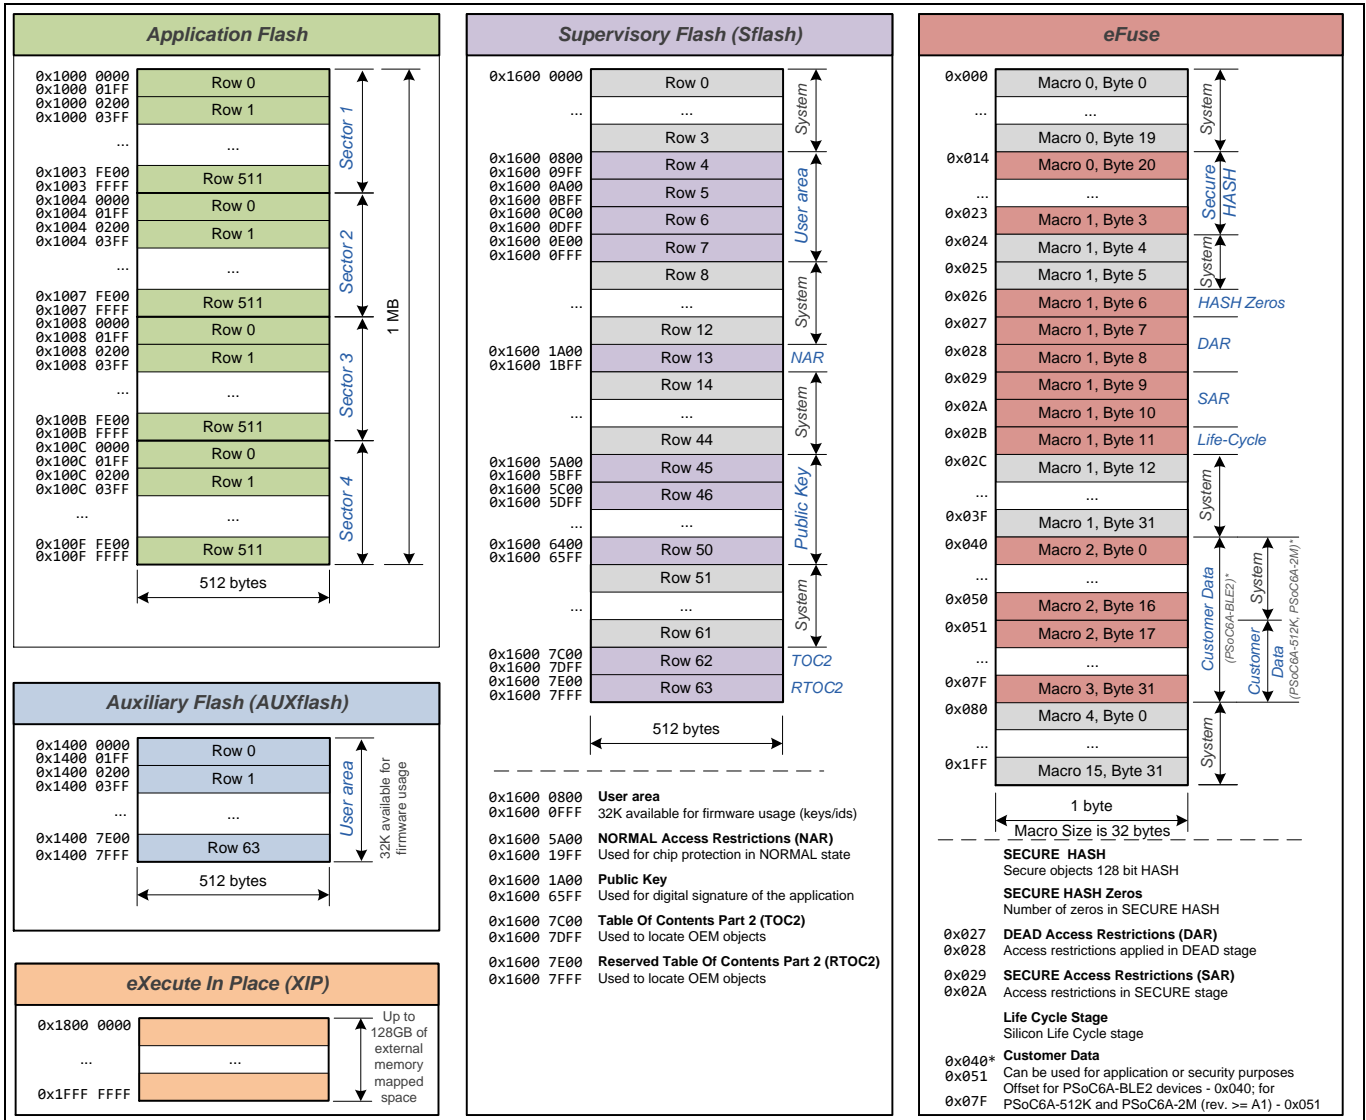 Application Flash
0x1000 0000
0x1000 01FF
Row 0
0x1000 0200
0x1000 03FF
Row 1
...
...
0x1003 FE00
0x1003 FFFF
Row 511
Sector 1
0x1004 0000
0x1004 01FF
Row 0
0x1004 0200
0x1004 03FF
Row 1
...
...
0x1007 FE00
0x1007 FFFF
Row 511
Sector 2
0x1008 0000
0x1008 01FF
Row 0
0x1008 0200
0x1008 03FF
Row 1
...
...
0x100B FE00
0x100B FFFF
Row 511
Sector 3
0x100C 0000
0x100C 01FF
Row 0
0x100C 0200
0x100C 03FF
Row 1
...
...
0x100F FE00
0x100F FFFF
Row 511
Sector 4
1 MB
512 bytes
Auxiliary Flash (AUXflash)
0x1400 0000
0x1400 01FF
Row 0
0x1400 0200
0x1400 03FF
Row 1
...
...
0x1400 7E00
0x1400 7FFF
Row 63
User area
32K available for
firmware usage
512 bytes
eXecute In Place (XIP)
0x1800 0000
...
...
0x1FFF FFFF
Up to
128GB of
external
memory
mapped
space
Supervisory Flash (Sflash)
0x1600 0000
Row 0
...
...
Row 3
System
0x1600 0800
0x1600 09FF
Row 4
0x1600 0A00
0x1600 0BFF
Row 5
0x1600 0C00
0x1600 0DFF
Row 6
0x1600 0E00
0x1600 0FFF
Row 7
User area
Row 8
...
...
Row 12
System
0x1600 1A00
0x1600 1BFF
Row 13
NAR
Row 14
...
...
Row 44
System
0x1600 5A00
0x1600 5BFF
Row 45
0x1600 5C00
0x1600 5DFF
Row 46
...
...
0x1600 6400
0x1600 65FF
Row 50
Public Key
Row 51
...
...
Row 61
System
0x1600 7C00
0x1600 7DFF
Row 62
TOC2
0x1600 7E00
0x1600 7FFF
Row 63
RTOC2
512 bytes
0x1600 0800 User area
0x1600 0FFF 32K available for firmware usage (keys/ids)
0x1600 5A00 NORMAL Access Restrictions (NAR)
0x1600 19FF Used for chip protection in NORMAL state
0x1600 1A00 Public Key
0x1600 65FF Used for digital signature of the application
0x1600 7C00 Table Of Contents Part 2 (TOC2)
0x1600 7DFF Used to locate OEM objects
0x1600 7E00 Reserved Table Of Contents Part 2 (RTOC2)
0x1600 7FFF Used to locate OEM objects
eFuse
0x000 Macro 0, Byte 0
... ...
Macro 0, Byte 19
System
0x014 Macro 0, Byte 20
... ...
0x023 Macro 1, Byte 3
Secure
HASH
0x024 Macro 1, Byte 4
0x025 Macro 1, Byte 5
System
0x026 Macro 1, Byte 6 HASH Zeros
0x027 Macro 1, Byte 7
0x028 Macro 1, Byte 8
DAR
0x029 Macro 1, Byte 9
0x02A Macro 1, Byte 10
SAR
0x02B Macro 1, Byte 11 Life-Cycle
0x02C Macro 1, Byte 12
... ...
0x03F Macro 1, Byte 31
System
0x040 Macro 2, Byte 0
... ...
0x050 Macro 2, Byte 16
0x051 Macro 2, Byte 17
... ...
0x07F Macro 3, Byte 31
Customer Data
(PSoC6A-BLE2)*
System
Customer
Data
(PSoC6A-512K, PSoC6A-2M)*
0x080 Macro 4, Byte 0
... ...
0x1FF Macro 15, Byte 31
System
1 byte
Macro Size is 32 bytes
SECURE HASH
Secure objects 128 bit HASH
SECURE HASH Zeros
Number of zeros in SECURE HASH
0x027 DEAD Access Restrictions (DAR)
0x028 Access restrictions applied in DEAD stage
0x029 SECURE Access Restrictions (SAR)
0x02A Access restrictions in SECURE stage
Life Cycle Stage
Silicon Life Cycle stage
0x040* Customer Data
0x051 Can be used for application or security purposes
Offset for PSoC6A-BLE2 devices - 0x040; for
0x07F PSoC6A-512K and PSoC6A-2M (rev. >= A1) - 0x051